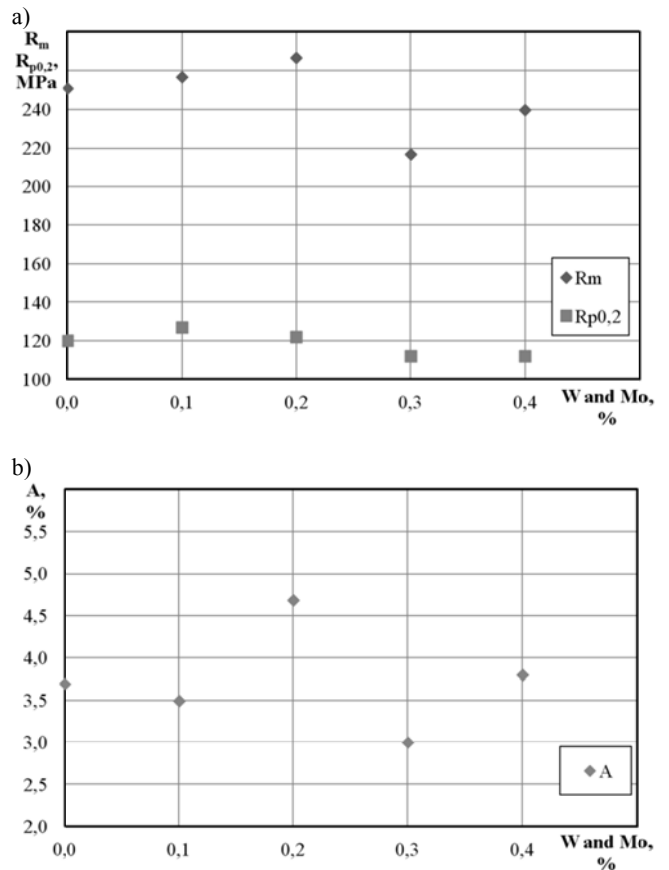 a)
Rm
Rp0,2,
MPa
240
220
200
180
160
140
120
100
0,0 0,1 0,2 0,3 0,4 W and Mo,
%
Rm
Rp0,2
b)
A,
%
5,5
5,0
4,5
4,0
3,5
3,0
2,5
2,0
0,0 0,1 0,2 0,3 0,4 W and Mo,
%
A